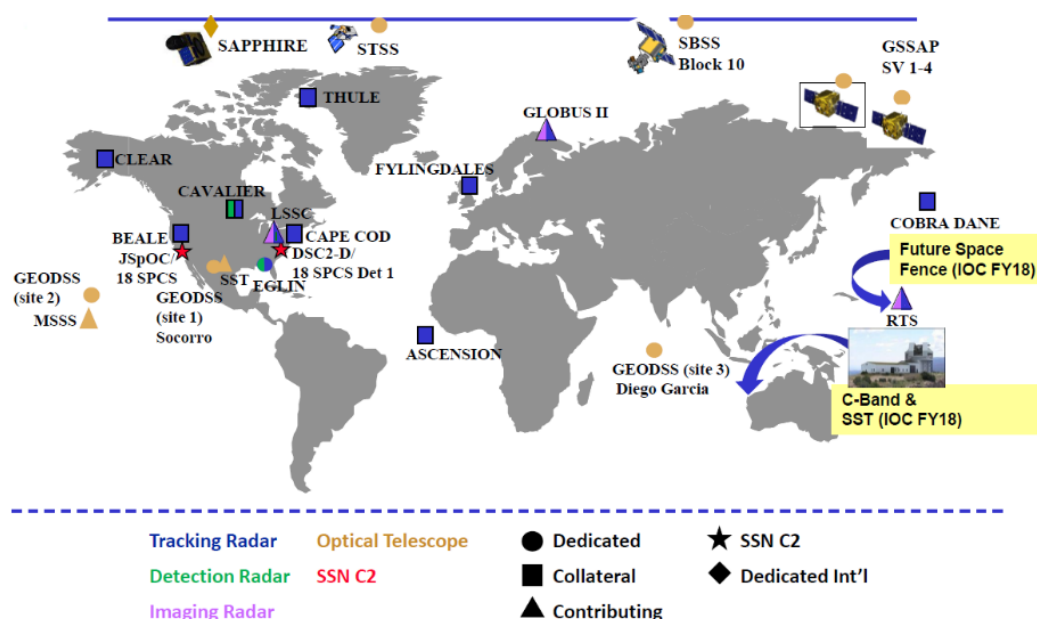 SAPPHIRE
STSS
SBSS
Block 10
GSSAP
SV 1-4
THULE
GLOBUS II
CLEAR
FYLINGDALES
CAVALIER
LSSC
COBRA DANE
BEALE
CAPE COD
JSpOC/
18 SPCS
DSC2-D/
18 SPCS Det 1
Future Space
Fence (IOC FY18)
GEODSS
(site 2)
SST
EGLIN
GEODSS
(site 1)
Socorro
MSSS
RTS
ASCENSION
GEODSS (site 3)
Diego Garcia
C-Band &
SST (IOC FY18)
Tracking Radar
Optical Telescope
Dedicated
SSN C2
Detection Radar
SSN C2
Collateral
Dedicated Int'l
Imaging Radar
Contributing